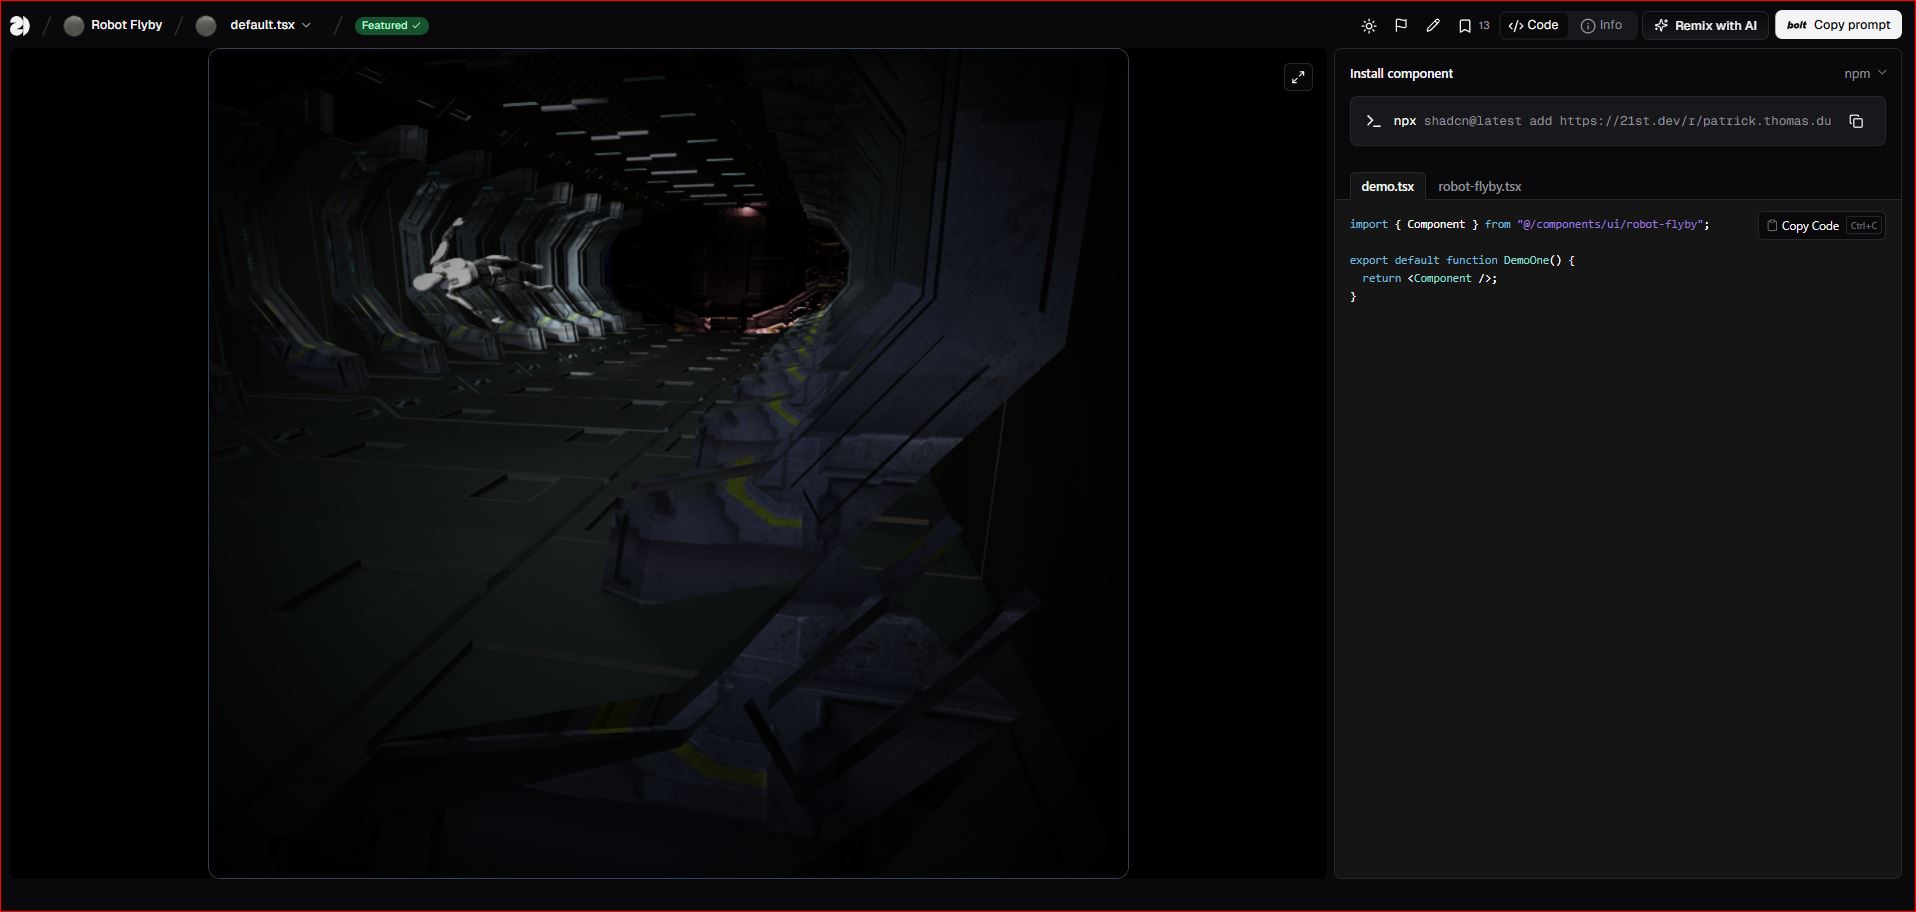 Robot Flyby
default.tsx
Featured
13
Code
Info
Remix with AI
bolt Copy prompt
Install component
npm
npx shadcn@latest add https://21st.dev/r/patrick.thomas.du
demo.tsx
robot-flyby.tsx
import { Component } from "@/components/ui/robot-flyby";
Copy Code Ctrl+C
export default function DemoOne() {
return <Component />;
}